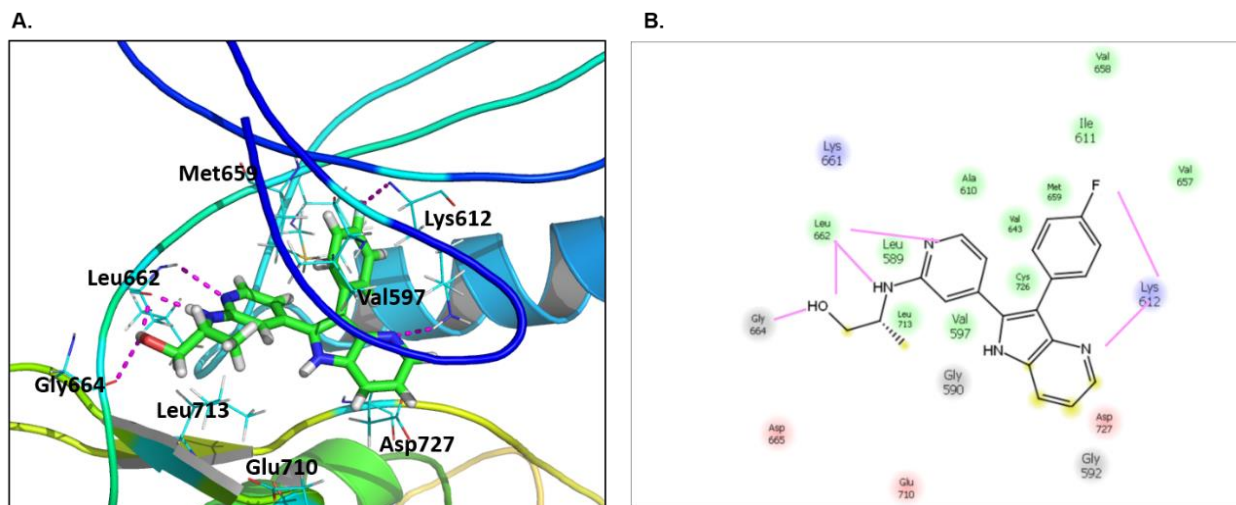 A.
B.
Met659
Lys612
Leu662
Val597
Gly664
Leu713
Asp727
Glu710
Val
658
Ile
611
Lys
661
Val
657
Ala
610
Met
659
F
Leu
662
Val
643
Leu
589
N
Cys
726
Lys
612
HN
HO
Gly
664
Leu
713
Val
597
N
HN
Gly
590
Asp
665
Asp
727
Gly
592
Glu
710